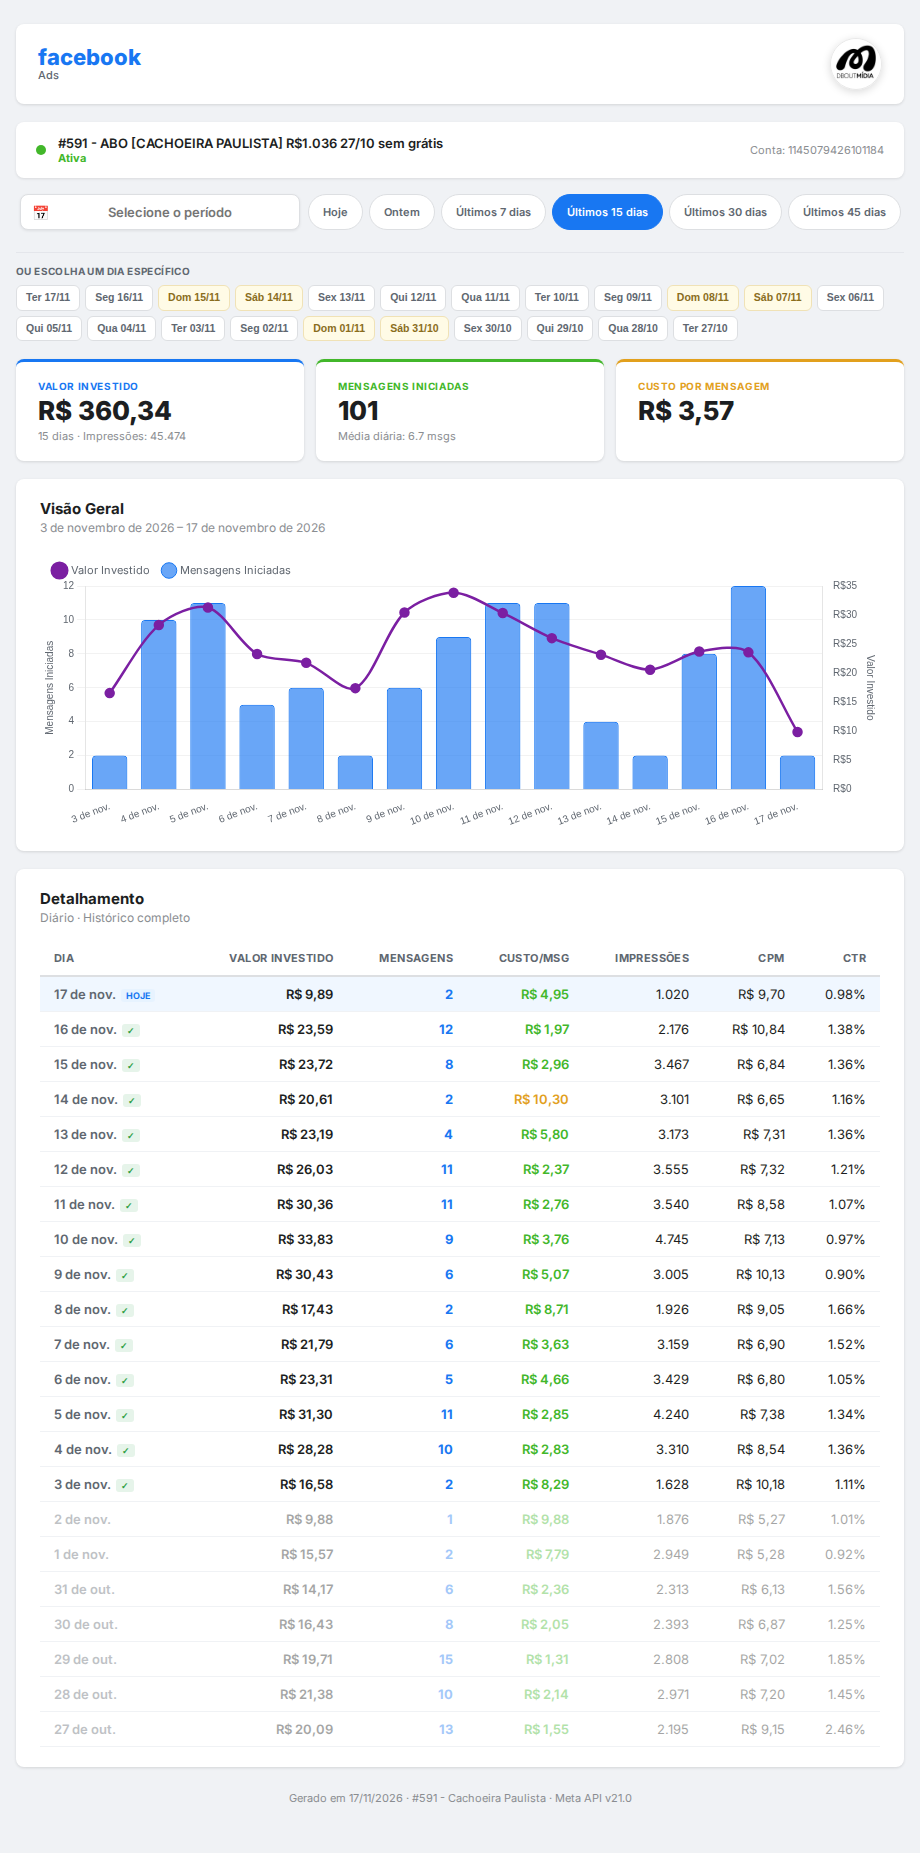 facebook
Ads
DBOUTMÍDIA
#591 - ABO [CACHOEIRA PAULISTA] R$1.036 27/10 sem grátis
Ativa
Conta: 1145079426101184
Selecione o período
Hoje
Ontem
Últimos 7 dias
Últimos 15 dias
Últimos 30 dias
Últimos 45 dias
OU ESCOLHA UM DIA ESPECÍFICO
Ter 17/11 Seg 16/11 Dom 15/11 Sáb 14/11 Sex 13/11 Qui 12/11 Qua 11/11 Ter 10/11 Seg 09/11 Dom 08/11 Sáb 07/11 Sex 06/11
Qui 05/11 Qua 04/11 Ter 03/11 Seg 02/11 Dom 01/11 Sáb 31/10 Sex 30/10 Qui 29/10 Qua 28/10 Ter 27/10
VALOR INVESTIDO
R$ 360,34
15 dias · Impressões: 45.474
MENSAGENS INICIADAS
101
Média diária: 6.7 msgs
CUSTO POR MENSAGEM
R$ 3,57
Visão Geral
3 de novembro de 2026 – 17 de novembro de 2026
Valor Investido
Mensagens Iniciadas
Mensagens Iniciadas
12
10
8
6
4
2
0
R$35
R$30
R$25
R$20
R$15
R$10
R$5
R$0
Valor Investido
3 de nov. 4 de nov. 5 de nov. 6 de nov. 7 de nov. 8 de nov. 9 de nov. 10 de nov. 11 de nov. 12 de nov. 13 de nov. 14 de nov. 15 de nov. 16 de nov. 17 de nov.
Detalhamento
Diário · Histórico completo
DIA VALOR INVESTIDO MENSAGENS CUSTO/MSG IMPRESSÕES CPM CTR
17 de nov. HOJE R$ 9,89 2 R$ 4,95 1.020 R$ 9,70 0.98%
16 de nov. ✓ R$ 23,59 12 R$ 1,97 2.176 R$ 10,84 1.38%
15 de nov. ✓ R$ 23,72 8 R$ 2,96 3.467 R$ 6,84 1.36%
14 de nov. ✓ R$ 20,61 2 R$ 10,30 3.101 R$ 6,65 1.16%
13 de nov. ✓ R$ 23,19 4 R$ 5,80 3.173 R$ 7,31 1.36%
12 de nov. ✓ R$ 26,03 11 R$ 2,37 3.555 R$ 7,32 1.21%
11 de nov. ✓ R$ 30,36 11 R$ 2,76 3.540 R$ 8,58 1.07%
10 de nov. ✓ R$ 33,83 9 R$ 3,76 4.745 R$ 7,13 0.97%
9 de nov. ✓ R$ 30,43 6 R$ 5,07 3.005 R$ 10,13 0.90%
8 de nov. ✓ R$ 17,43 2 R$ 8,71 1.926 R$ 9,05 1.66%
7 de nov. ✓ R$ 21,79 6 R$ 3,63 3.159 R$ 6,90 1.52%
6 de nov. ✓ R$ 23,31 5 R$ 4,66 3.429 R$ 6,80 1.05%
5 de nov. ✓ R$ 31,30 11 R$ 2,85 4.240 R$ 7,38 1.34%
4 de nov. ✓ R$ 28,28 10 R$ 2,83 3.310 R$ 8,54 1.36%
3 de nov. ✓ R$ 16,58 2 R$ 8,29 1.628 R$ 10,18 1.11%
2 de nov. R$ 9,88 1 R$ 9,88 1.876 R$ 5,27 1.01%
1 de nov. R$ 15,57 2 R$ 7,79 2.949 R$ 5,28 0.92%
31 de out. R$ 14,17 6 R$ 2,36 2.313 R$ 6,13 1.56%
30 de out. R$ 16,43 8 R$ 2,05 2.393 R$ 6,87 1.25%
29 de out. R$ 19,71 15 R$ 1,31 2.808 R$ 7,02 1.85%
28 de out. R$ 21,38 10 R$ 2,14 2.971 R$ 7,20 1.45%
27 de out. R$ 20,09 13 R$ 1,55 2.195 R$ 9,15 2.46%
Gerado em 17/11/2026 · #591 - Cachoeira Paulista · Meta API v21.0